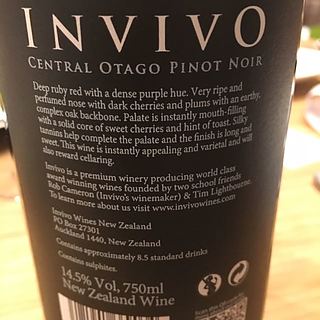 INVIVO
CENTRAL OTAGO PINOT NOIR
Deep ruby red with a dense purple hue. Very ripe and
perfumed nose with dark cherries and plums with an earthy,
complex oak backbone. Palate is instantly mouth-filling
with a solid core of sweet cherries and hint of toast. Silky
tannins help complete the palate and the finish is long and
sweet. This wine is instantly appealing and varietal and will
also reward cellaring.
Invivo is a premium winery producing world class
award winning wines founded by two school friends
Rob Cameron (Invivo's winemaker) & Tim Lightbourne.
To learn more about us visit www.invivowines.com
Invivo Wines New Zealand
PO Box 27301
Auckland 1440, New Zealand
Contains approximately 8.5 standard drinks
Contains sulphites.
14.5% Vol, 750ml
New Zealand Wine